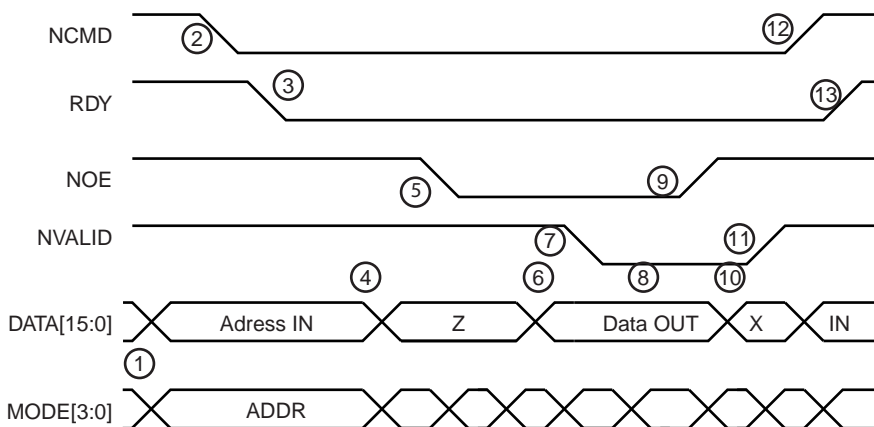 NCMD
2
12
RDY
3
13
NOE
5
9
NVALID
7
8
10
11
4
6
DATA[15:0]
Adress IN
Z
Data OUT
X
IN
1
MODE[3:0]
ADDR